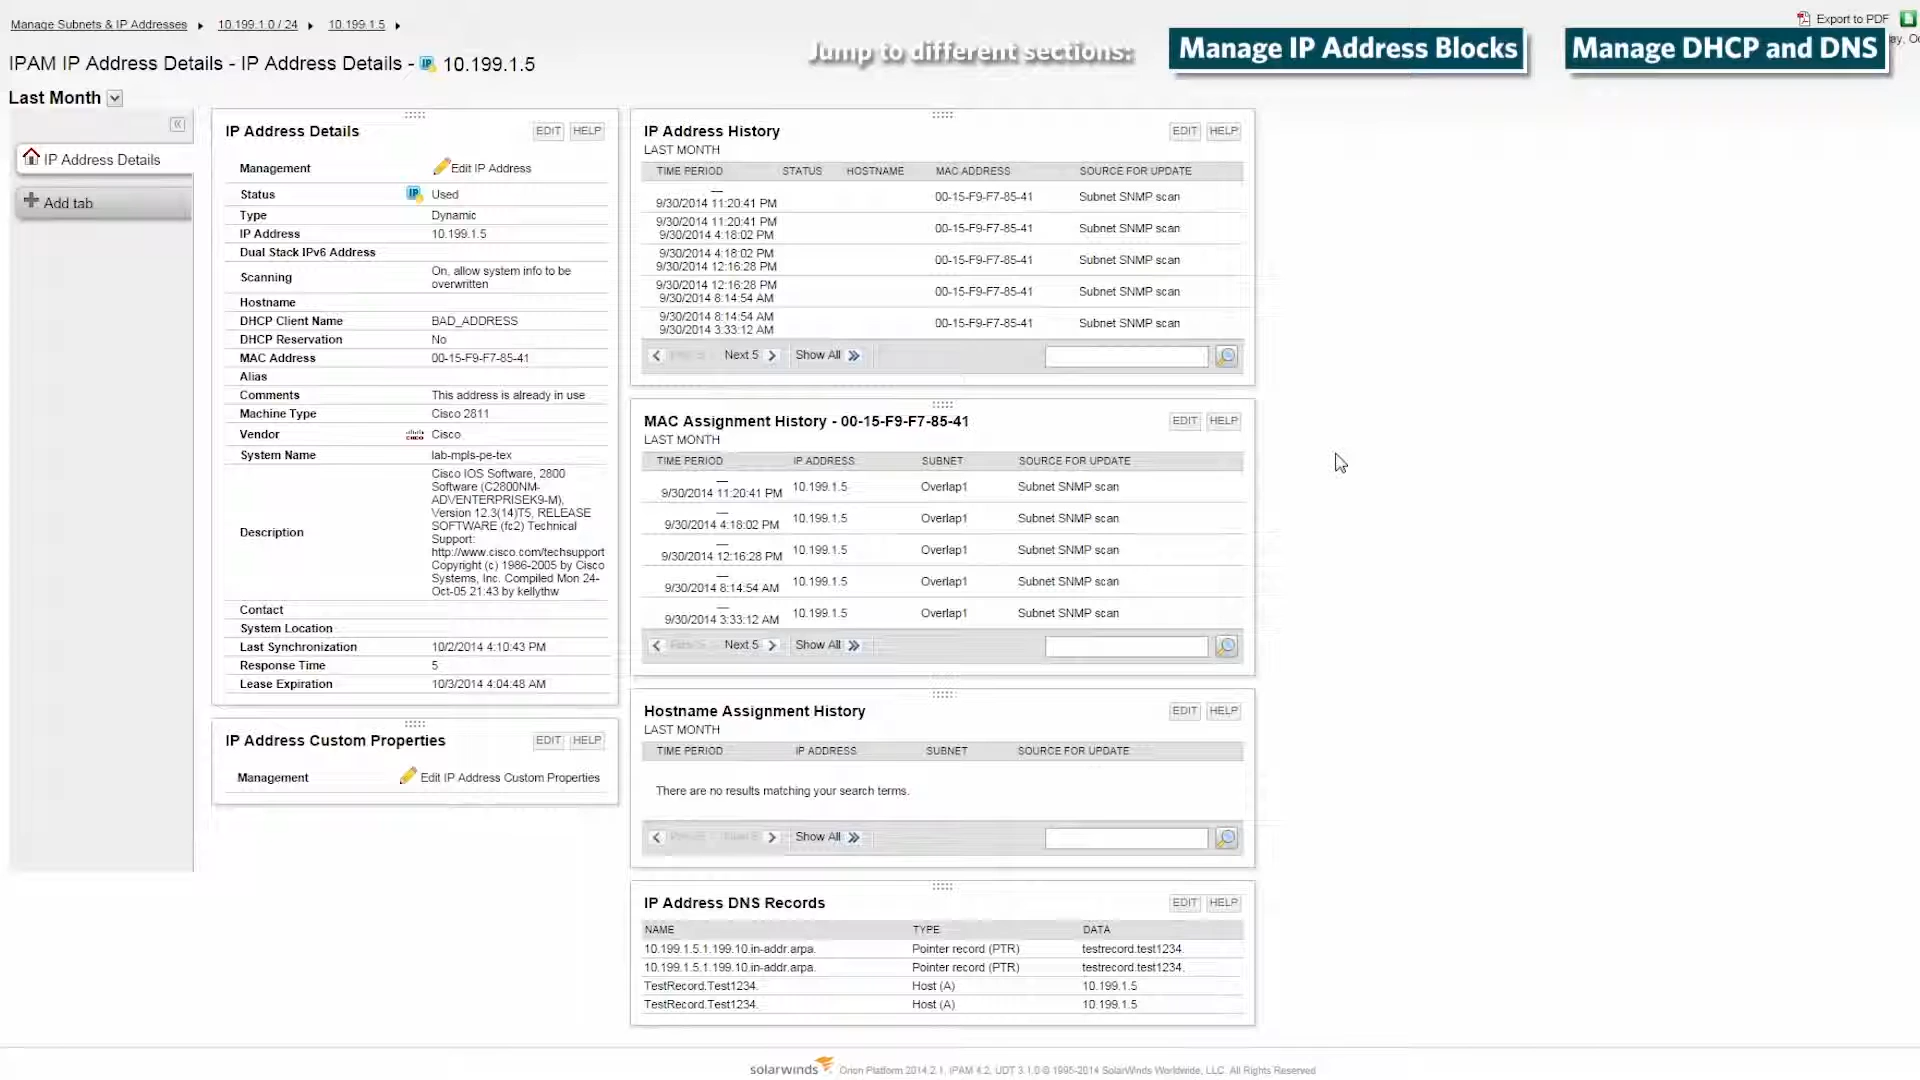 Manage Subnets & IP Addresses 10.199.1.0 / 24 10.199.1.5
Export to PDF
Jump to different sections:
Manage IP Address Blocks
Manage DHCP and DNS
IPAM IP Address Details - IP Address Details - IP 10.199.1.5
Last Month
IP Address Details
Add tab
IP Address Details
EDIT HELP
Management Edit IP Address
Status IP Used
Type Dynamic
IP Address 10.199.1.5
Dual Stack IPv6 Address
Scanning On, allow system info to be
overwritten
Hostname
DHCP Client Name BAD_ADDRESS
DHCP Reservation No
MAC Address 00-15-F9-F7-85-41
Alias
Comments This address is already in use
Machine Type Cisco 2811
Vendor Cisco
System Name lab-mpls-pe-tex
Description
Cisco IOS Software, 2800
Software (C2800NM-
ADVENTERPRISEK9-M),
Version 12.3(14)T5, RELEASE
SOFTWARE (fc2) Technical
Support:
http://www.cisco.com/techsupport
Copyright (c) 1986-2005 by Cisco
Systems, Inc. Compiled Mon 24-
Oct-05 21:43 by kellythw
Contact
System Location
Last Synchronization 10/2/2014 4:10:43 PM
Response Time 5
Lease Expiration 10/3/2014 4:04:48 AM
IP Address Custom Properties
EDIT HELP
Management Edit IP Address Custom Properties
IP Address History
EDIT HELP
LAST MONTH
TIME PERIOD STATUS HOSTNAME MAC ADDRESS SOURCE FOR UPDATE
—
9/30/2014 11:20:41 PM 00-15-F9-F7-85-41 Subnet SNMP scan
9/30/2014 11:20:41 PM
9/30/2014 4:18:02 PM 00-15-F9-F7-85-41 Subnet SNMP scan
9/30/2014 4:18:02 PM
9/30/2014 12:16:28 PM 00-15-F9-F7-85-41 Subnet SNMP scan
9/30/2014 12:16:28 PM
9/30/2014 8:14:54 AM 00-15-F9-F7-85-41 Subnet SNMP scan
9/30/2014 8:14:54 AM
9/30/2014 3:33:12 AM 00-15-F9-F7-85-41 Subnet SNMP scan
Next 5 Show All
MAC Assignment History - 00-15-F9-F7-85-41
EDIT HELP
LAST MONTH
TIME PERIOD IP ADDRESS SUBNET SOURCE FOR UPDATE
—
9/30/2014 11:20:41 PM 10.199.1.5 Overlap1 Subnet SNMP scan
—
9/30/2014 4:18:02 PM 10.199.1.5 Overlap1 Subnet SNMP scan
—
9/30/2014 12:16:28 PM 10.199.1.5 Overlap1 Subnet SNMP scan
—
9/30/2014 8:14:54 AM 10.199.1.5 Overlap1 Subnet SNMP scan
—
9/30/2014 3:33:12 AM 10.199.1.5 Overlap1 Subnet SNMP scan
Next 5 Show All
Hostname Assignment History
EDIT HELP
LAST MONTH
TIME PERIOD IP ADDRESS SUBNET SOURCE FOR UPDATE
There are no results matching your search terms.
Show All
IP Address DNS Records
EDIT HELP
NAME TYPE DATA
10.199.1.5.1.199.10.in-addr.arpa. Pointer record (PTR) testrecord.test1234.
10.199.1.5.1.199.10.in-addr.arpa. Pointer record (PTR) testrecord.test1234.
TestRecord.Test1234. Host (A) 10.199.1.5
TestRecord.Test1234. Host (A) 10.199.1.5
solarwinds Orion Platform 2014.2.1, IPAM 4.2, UDT 3.1.0 © 1995-2014 SolarWinds Worldwide, LLC. All Rights Reserved